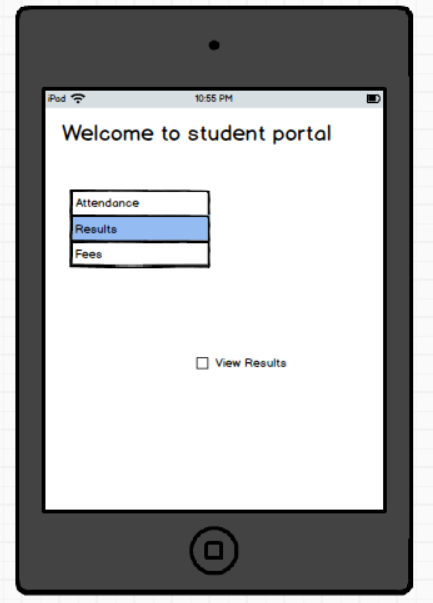 iPod 10:55 PM
Welcome to student portal
Attendance
Results
Fees
View Results